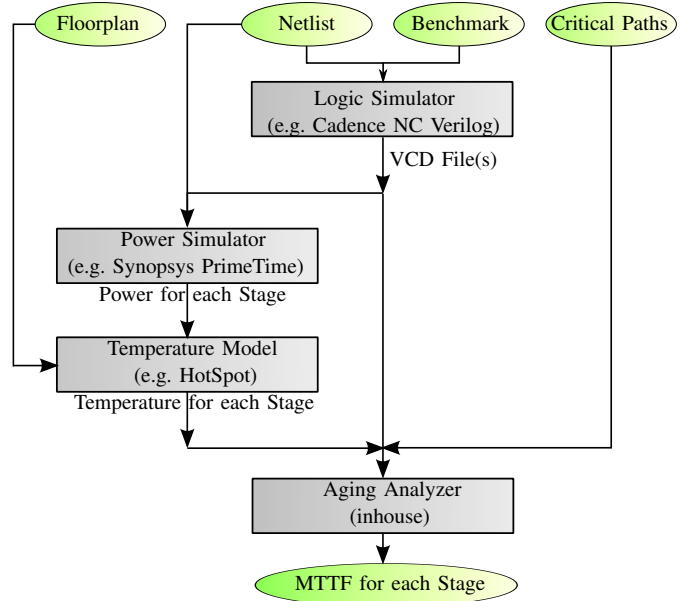 Floorplan
Netlist
Benchmark
Critical Paths
Logic Simulator
(e.g. Cadence NC Verilog)
VCD File(s)
Power Simulator
(e.g. Synopsys PrimeTime)
Power for each Stage
Temperature Model
(e.g. HotSpot)
Temperature for each Stage
Aging Analyzer
(inhouse)
MTTF for each Stage